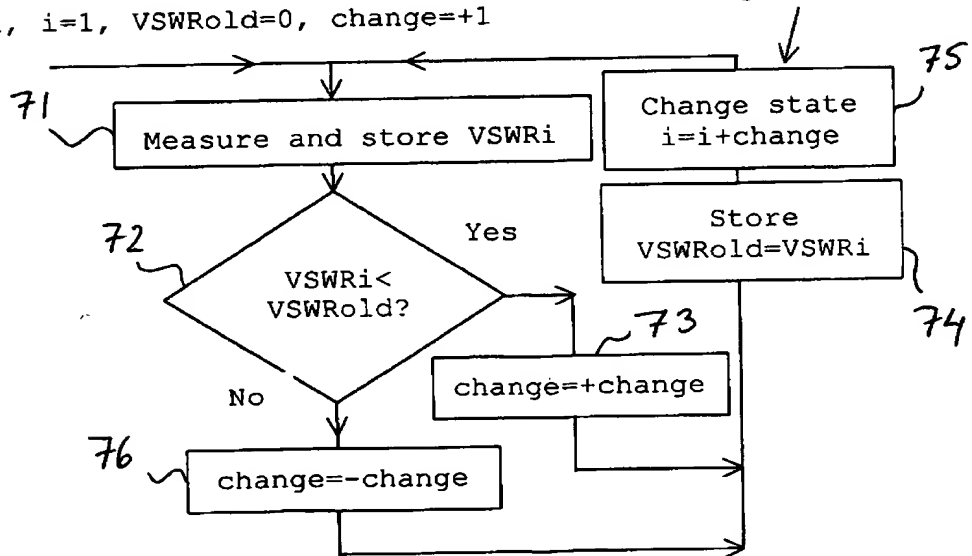 i=1, VSWRold=0, change=+1
75
71
Change state
i=i+change
Measure and store VSWRi
Store
VSWRold=VSWRi
72
Yes
VSWRi<
VSWRold?
74
73
change=+change
No
76
change=-change